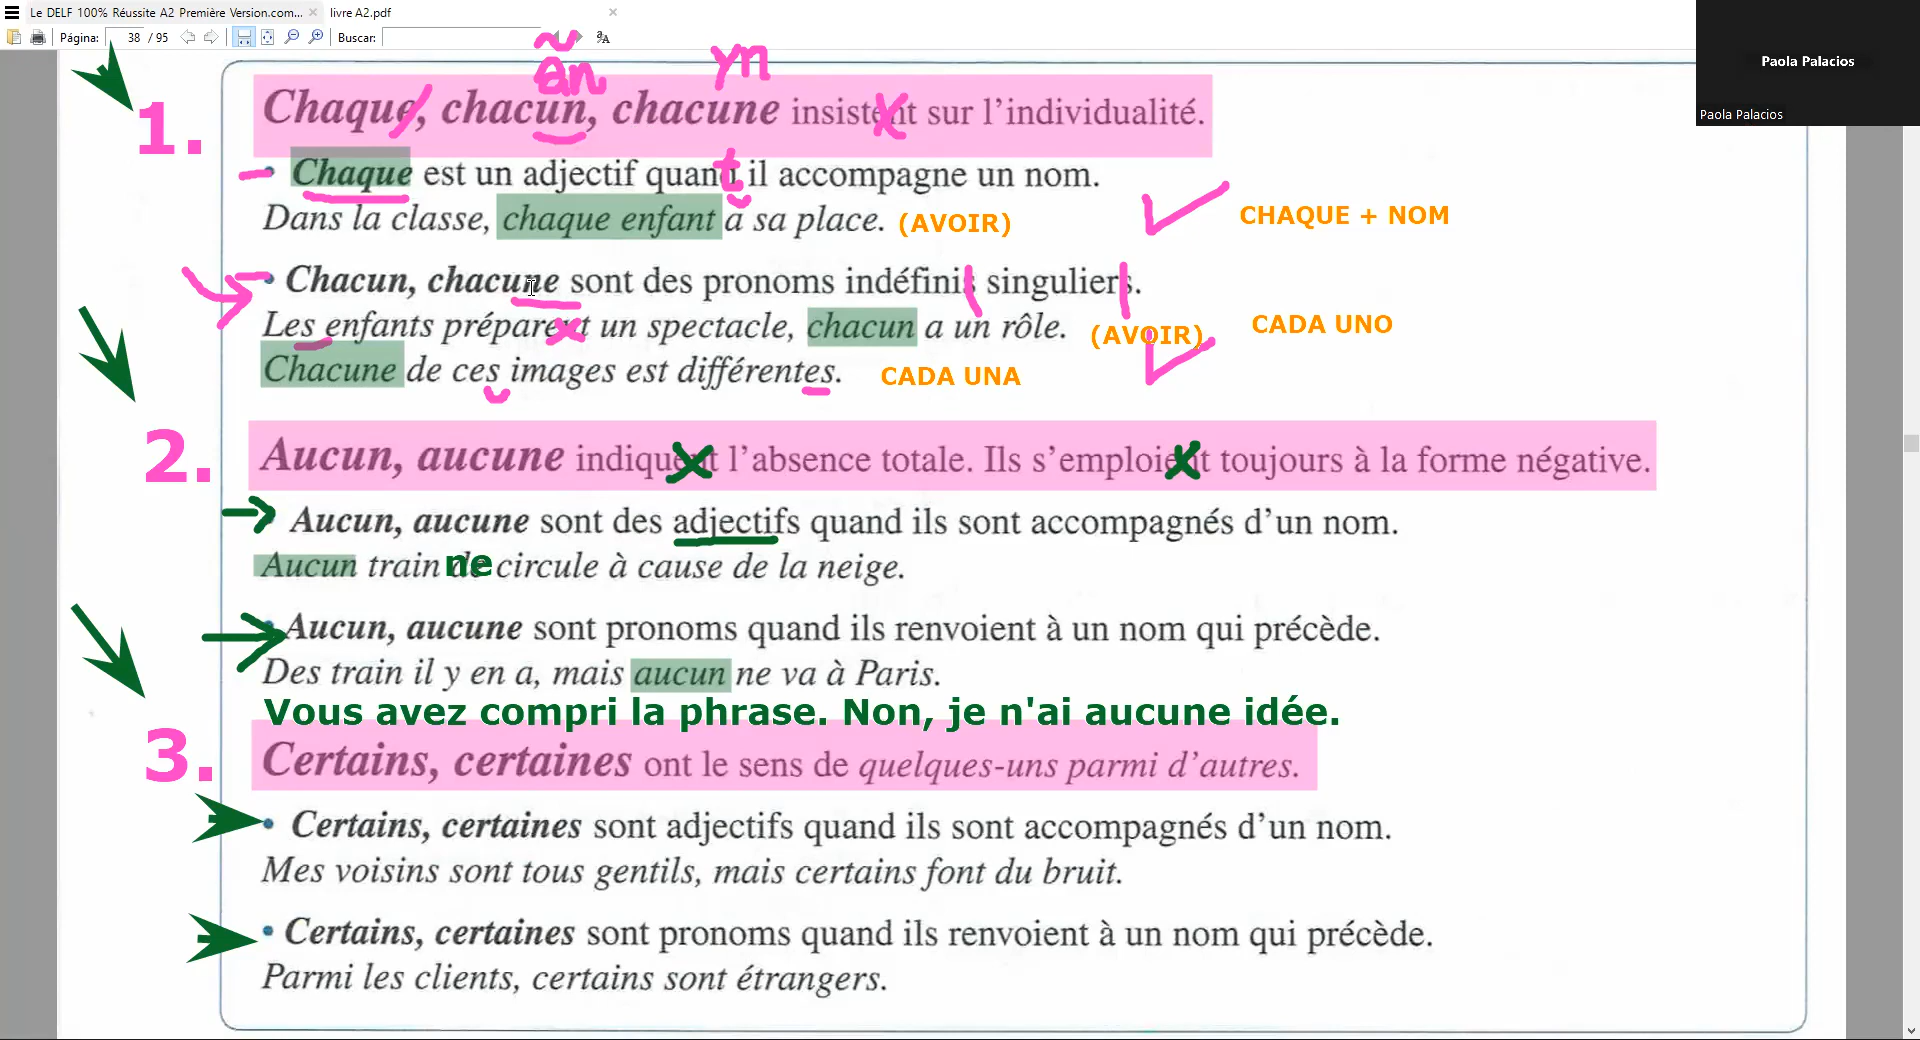 Le DELF 100% Réussite A2 Première Version.com...
livre A2.pdf
Página: 38 / 95 Buscar:
Paola Palacios
Paola Palacios
ãn yn
1. Chaque, chacun, chacune insistent sur l'individualité.
• Chaque est un adjectif quand il accompagne un nom.
t
Dans la classe, chaque enfant a sa place. (AVOIR) CHAQUE + NOM
• Chacun, chacune sont des pronoms indéfinis singuliers.
Les enfants préparent un spectacle, chacun a un rôle. (AVOIR) CADA UNO
Chacune de ces images est différentes. CADA UNA
2. Aucun, aucune indiquent l'absence totale. Ils s'emploient toujours à la forme négative.
Aucun, aucune sont des adjectifs quand ils sont accompagnés d'un nom.
Aucun train ne circule à cause de la neige.
• Aucun, aucune sont pronoms quand ils renvoient à un nom qui précède.
Des train il y en a, mais aucun ne va à Paris.
Vous avez compri la phrase. Non, je n'ai aucune idée.
3. Certains, certaines ont le sens de quelques-uns parmi d'autres.
• Certains, certaines sont adjectifs quand ils sont accompagnés d'un nom.
Mes voisins sont tous gentils, mais certains font du bruit.
• Certains, certaines sont pronoms quand ils renvoient à un nom qui précède.
Parmi les clients, certains sont étrangers.